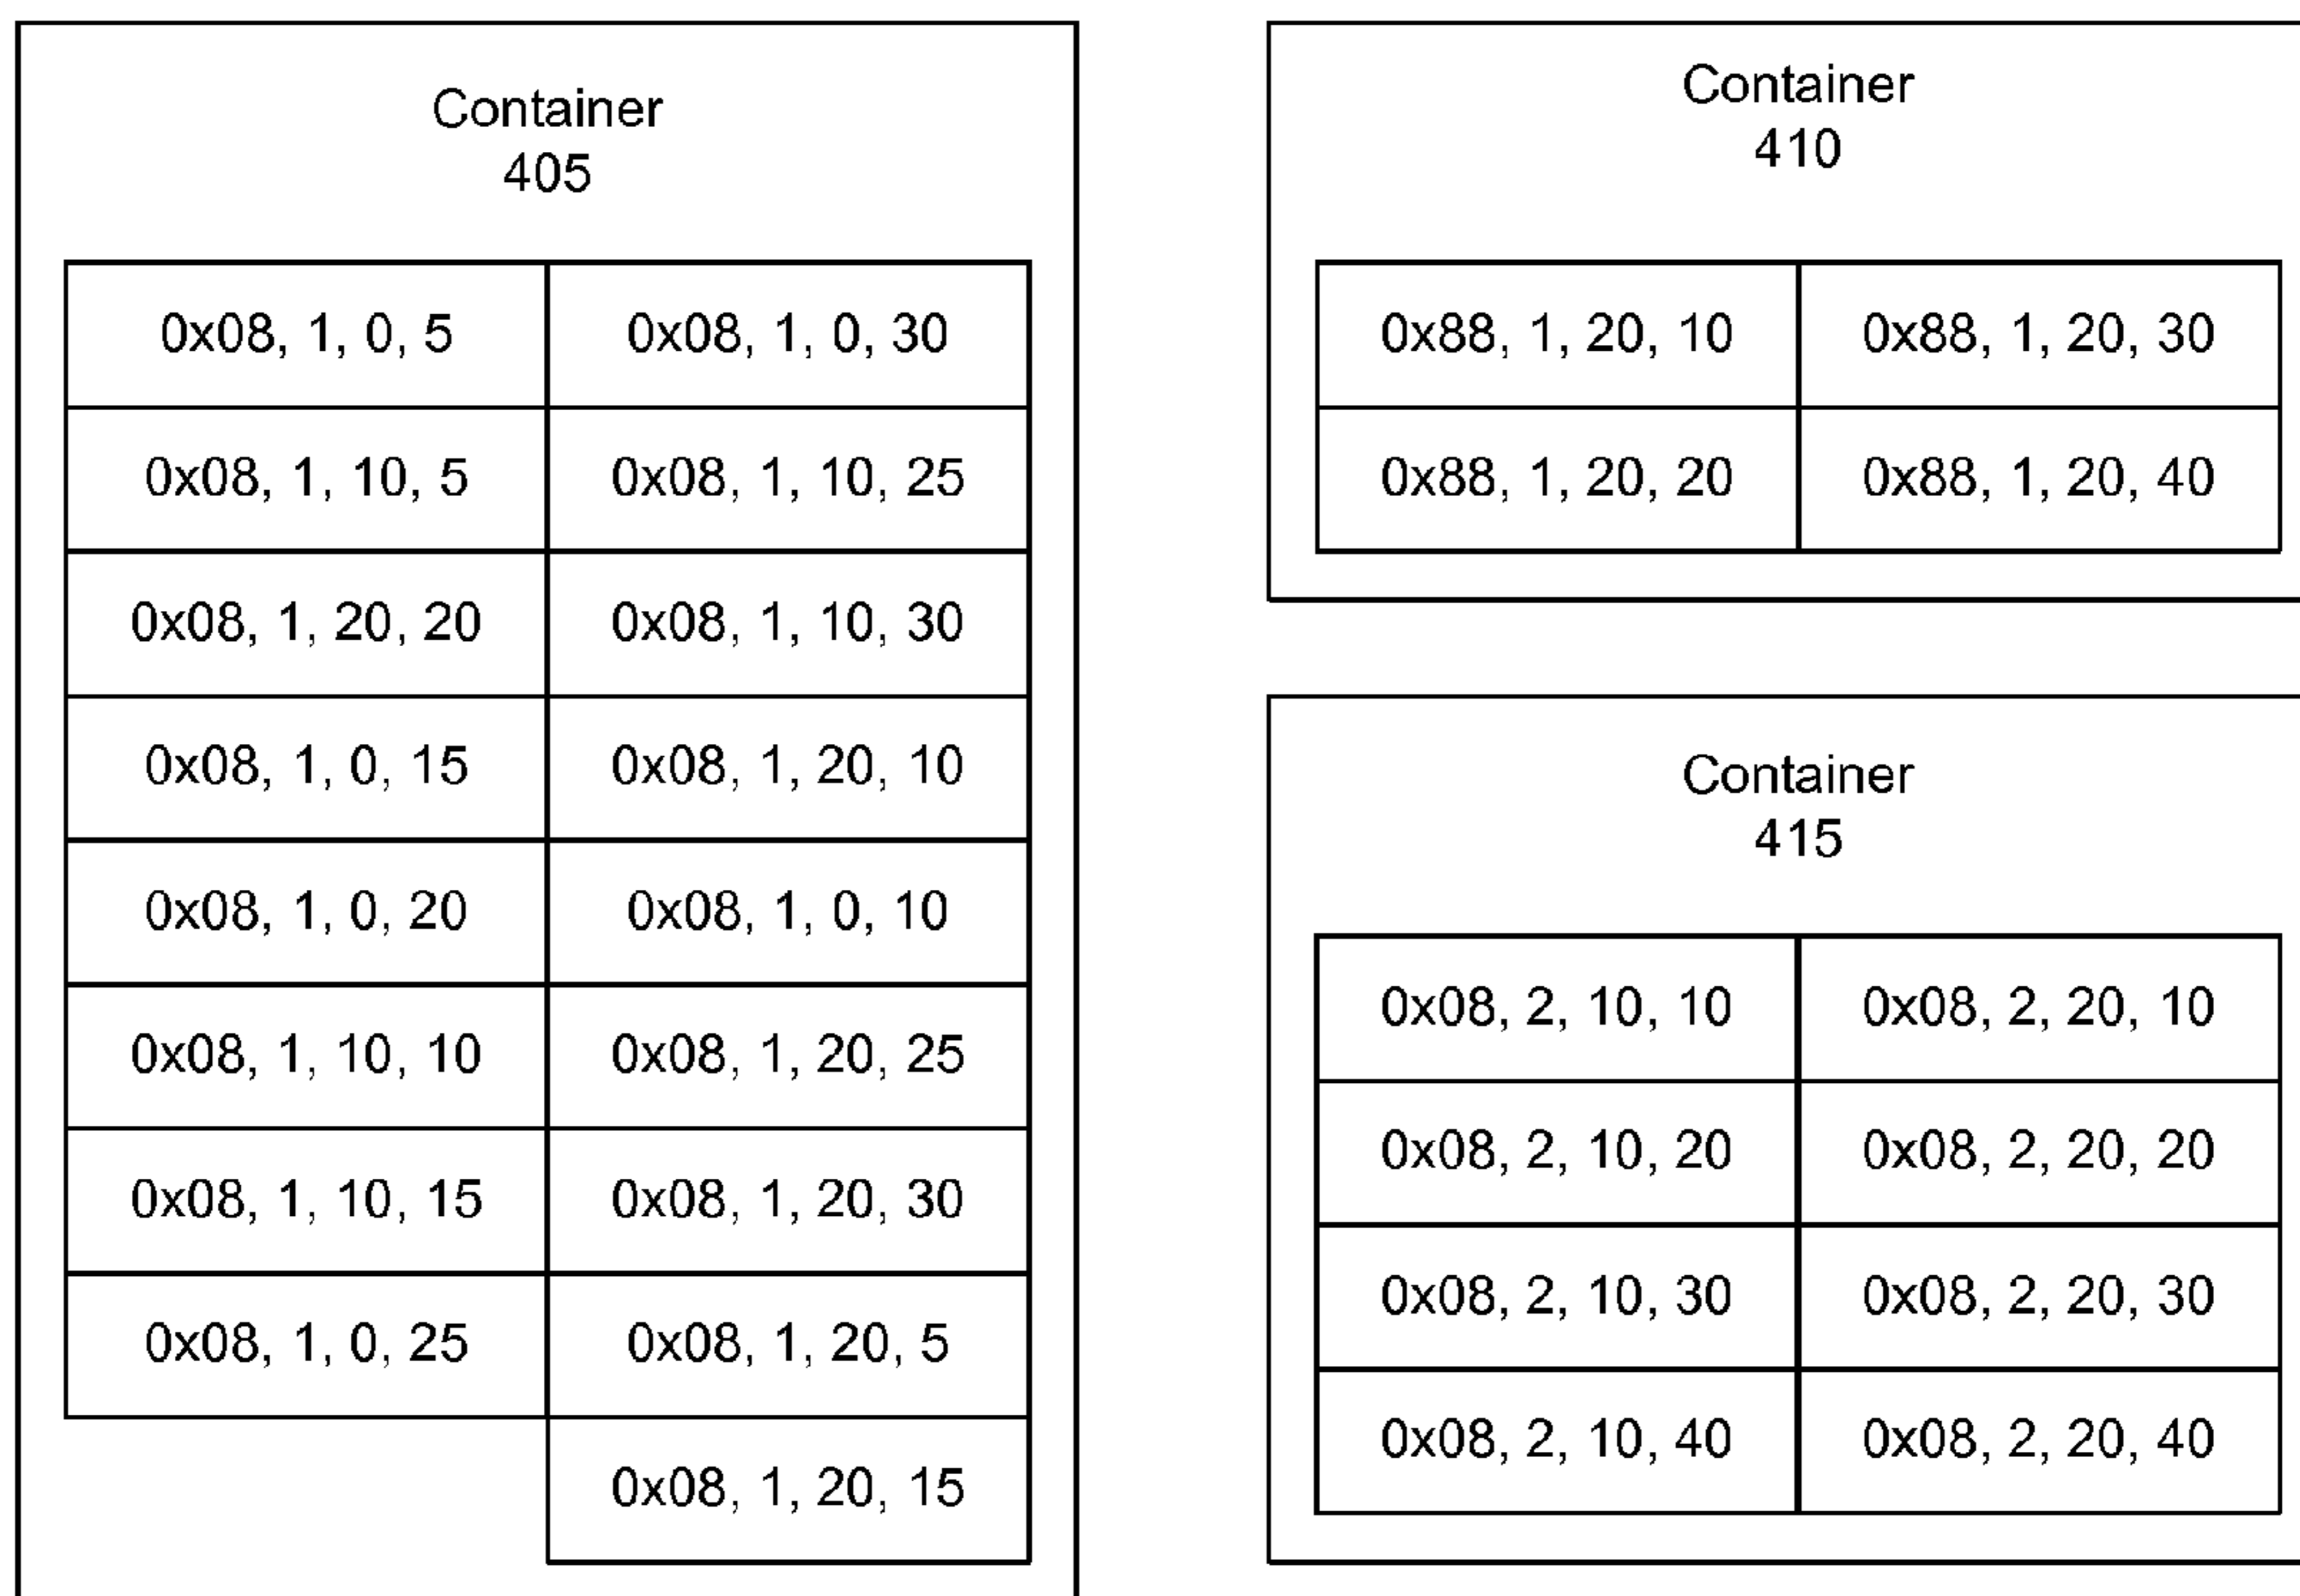 Container
405
0x08, 1, 0, 5
0x08, 1, 0, 30
0x08, 1, 10, 5
0x08, 1, 10, 25
0x08, 1, 20, 20
0x08, 1, 10, 30
0x08, 1, 0, 15
0x08, 1, 20, 10
0x08, 1, 0, 20
0x08, 1, 0, 10
0x08, 1, 10, 10
0x08, 1, 20, 25
0x08, 1, 10, 15
0x08, 1, 20, 30
0x08, 1, 0, 25
0x08, 1, 20, 5
0x08, 1, 20, 15
Container
410
0x88, 1, 20, 10
0x88, 1, 20, 30
0x88, 1, 20, 20
0x88, 1, 20, 40
Container
415
0x08, 2, 10, 10
0x08, 2, 20, 10
0x08, 2, 10, 20
0x08, 2, 20, 20
0x08, 2, 10, 30
0x08, 2, 20, 30
0x08, 2, 10, 40
0x08, 2, 20, 40